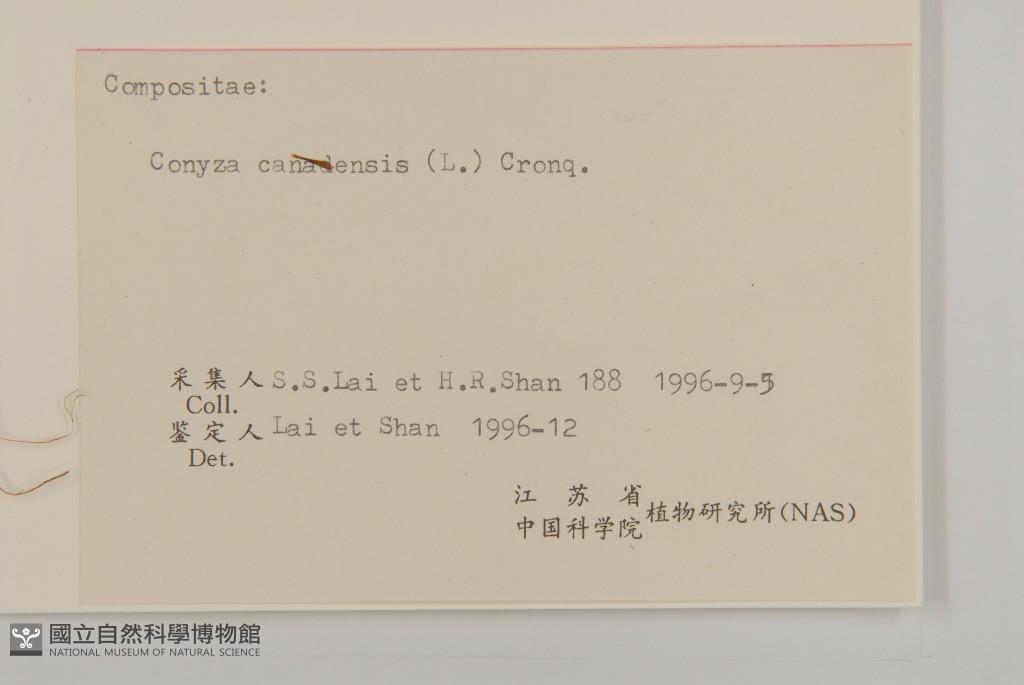 Compositae:
Conyza canadensis (L.) Cronq.
采集人 S.S.Lai et H.R.Shan 188 1996-9-5
Coll.
鉴定人 Lai et Shan 1996-12
Det.
江苏省
中国科学院 植物研究所(NAS)
國立自然科學博物館
NATIONAL MUSEUM OF NATURAL SCIENCE